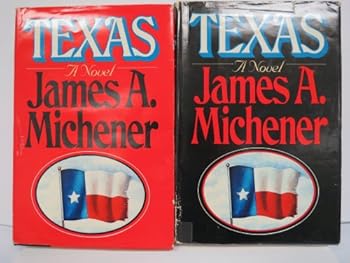 TEXAS
A Novel
James A.
Michener
TEXAS
A Novel
James A.
Michener